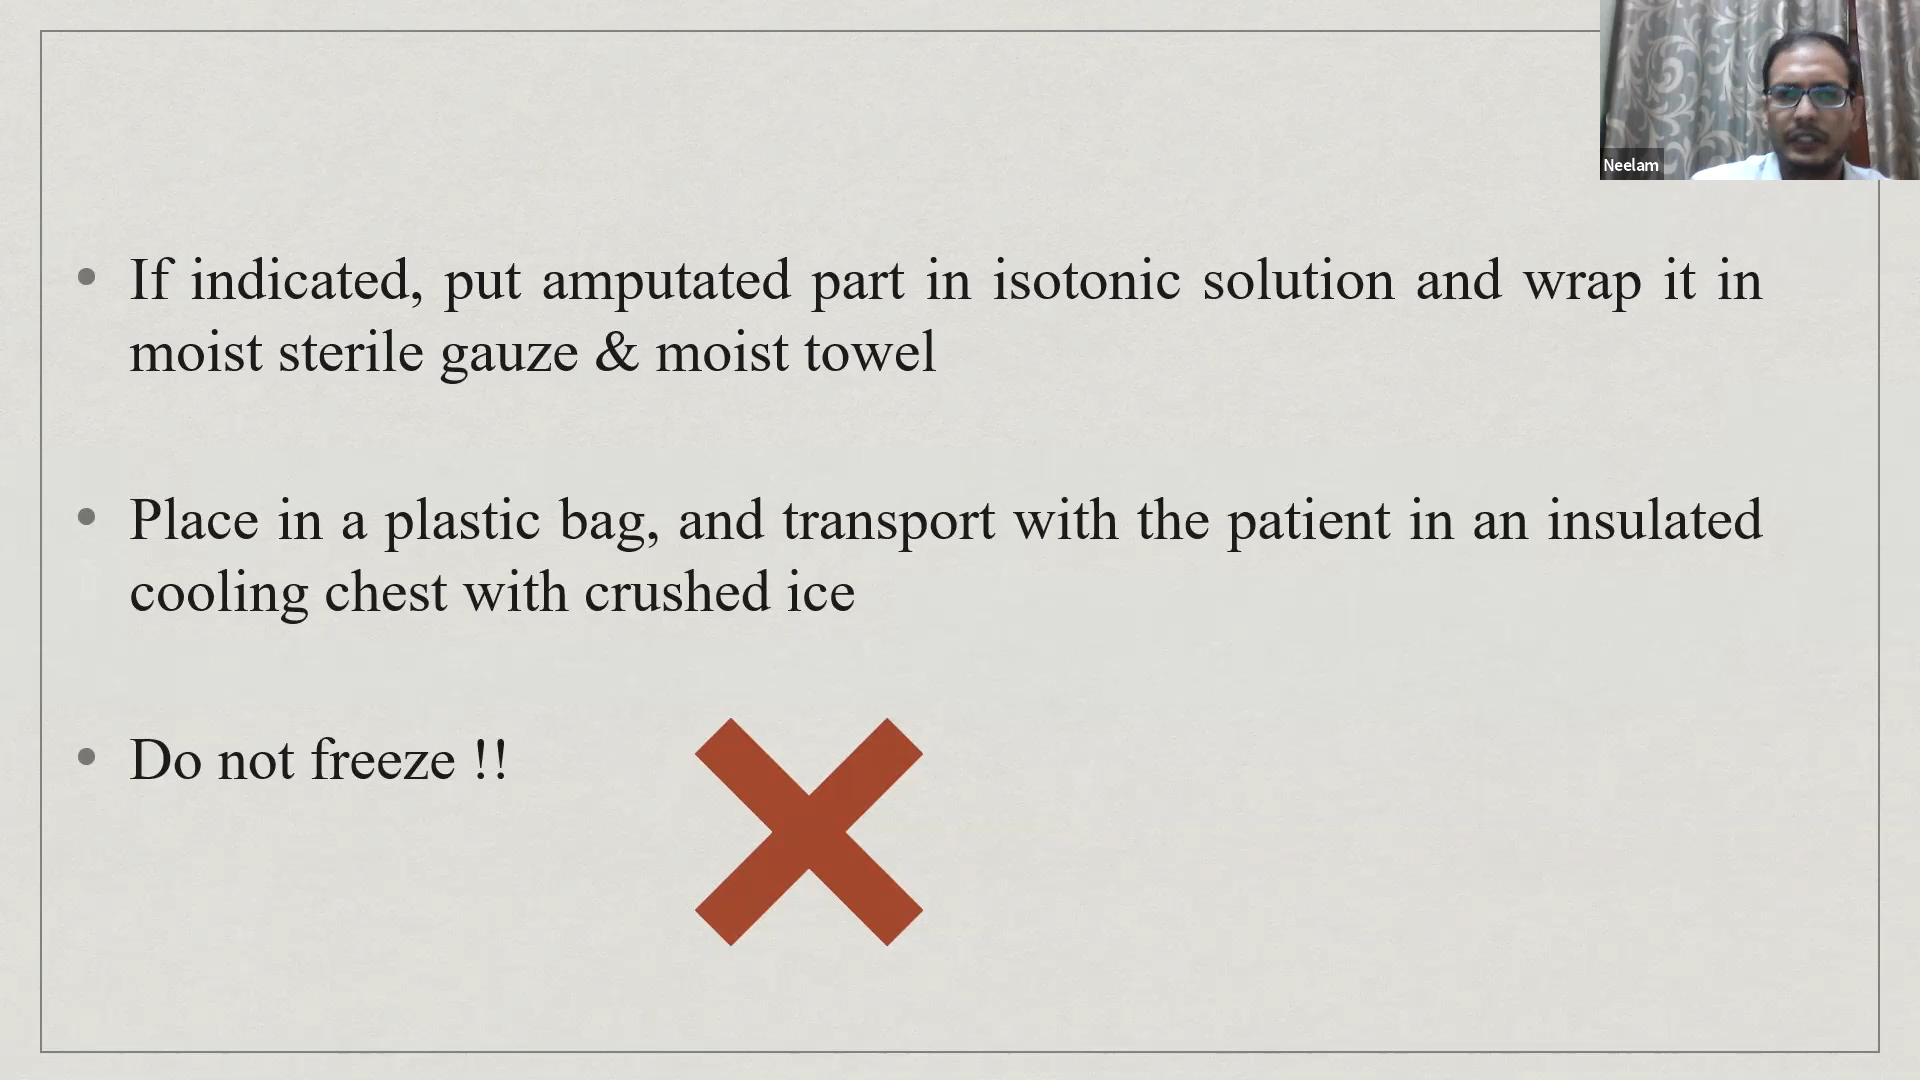 Neelam
If indicated, put amputated part in isotonic solution and wrap it in
moist sterile gauze & moist towel
Place in a plastic bag, and transport with the patient in an insulated
cooling chest with crushed ice
Do not freeze !!